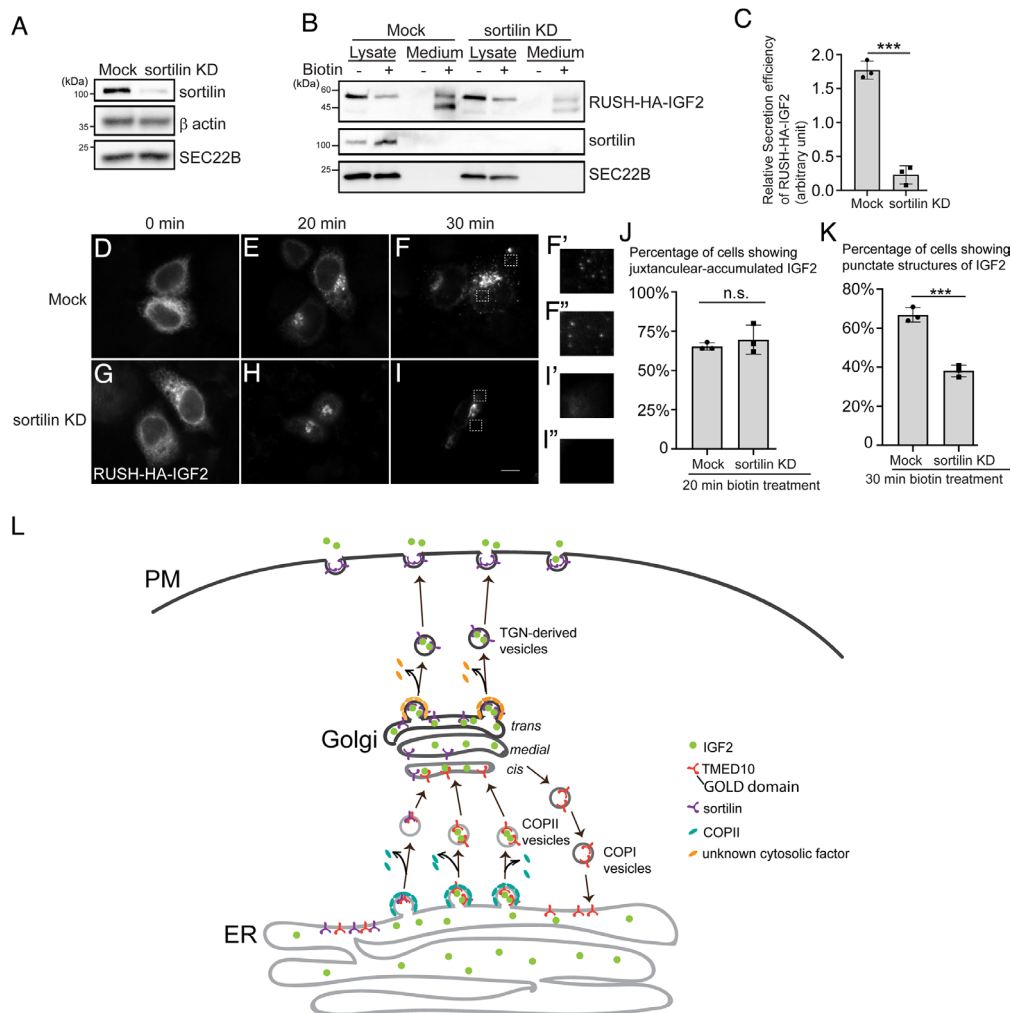 A
Mock sortilin KD
(kDa)
100
sortilin
35
β actin
25
SEC22B
B
Mock sortilin KD
Lysate Medium Lysate Medium
Biotin - + - + - + - +
(kDa)
60
45
RUSH-HA-IGF2
100
sortilin
25
SEC22B
C
Relative Secretion efficiency
of RUSH-HA-IGF2
(arbitrary unit)
2.0
1.5
1.0
0.5
0.0
***
Mock sortilin KD
0 min 20 min 30 min
Mock
D E F
F'
F"
sortilin KD
G H I
I'
I"
RUSH-HA-IGF2
J
Percentage of cells showing
juxtanculear-accumulated IGF2
100%
75%
50%
25%
0
n.s.
Mock sortilin KD
20 min biotin treatment
K
Percentage of cells showing
punctate structures of IGF2
80%
60%
40%
20%
0
***
Mock sortilin KD
30 min biotin treatment
L
PM
TGN-derived
vesicles
Golgi
trans
medial
cis
COPII
vesicles
COPI
vesicles
ER
IGF2
TMED10
GOLD domain
sortilin
COPII
unknown cytosolic factor